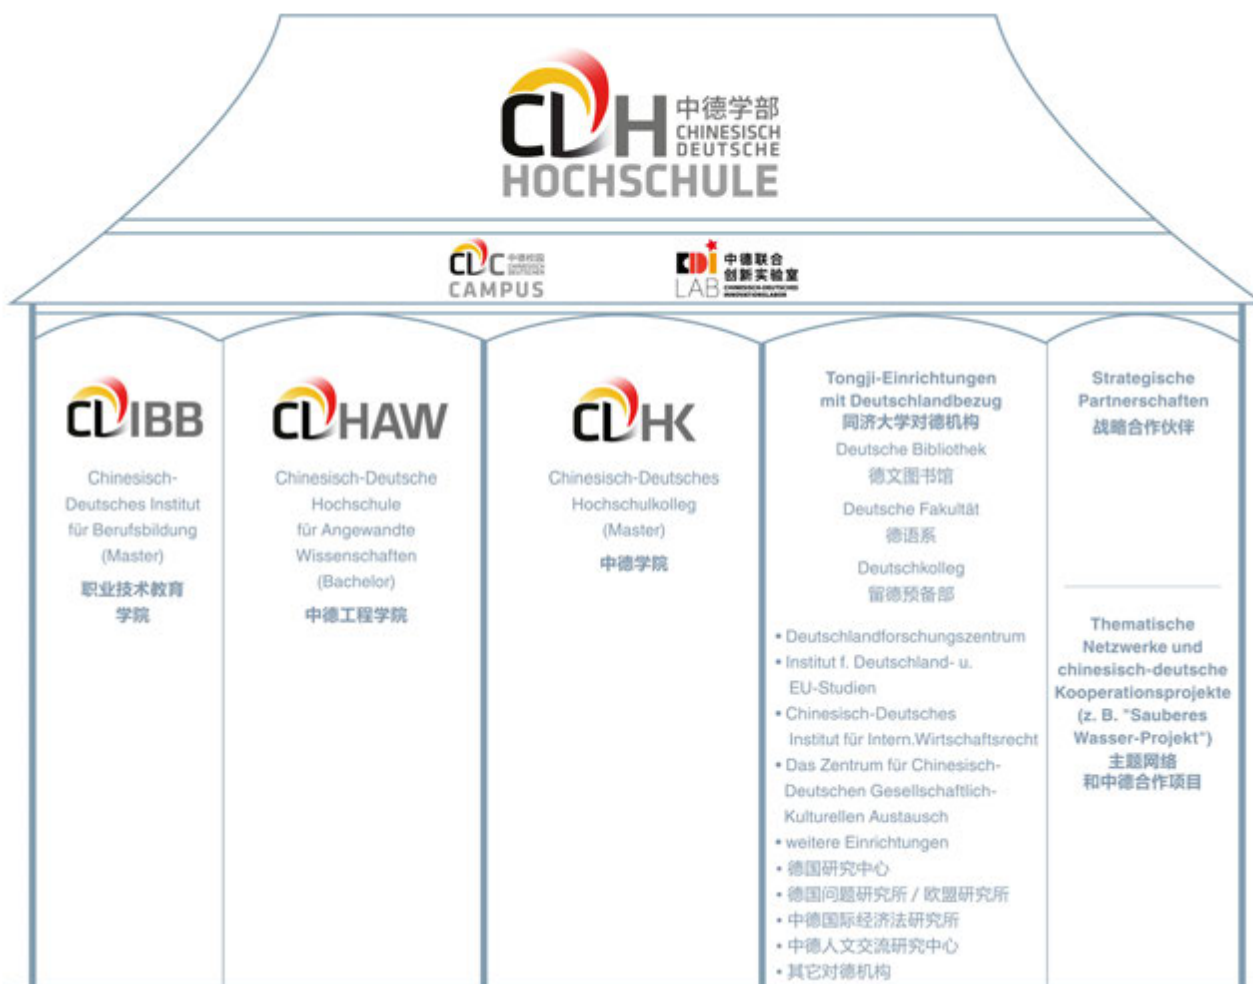 CDH 中德学部
CHINESISCH
DEUTSCHE
HOCHSCHULE
CDC 中德校园
CAMPUS
CDI 中德联合
LAB 创新实验室
CHINESISCH-DEUTSCHES
INNOVATIONSLABOR
CDIBB
Chinesisch-
Deutsches Institut
für Berufsbildung
(Master)
职业技术教育
学院
CDHAW
Chinesisch-Deutsche
Hochschule
für Angewandte
Wissenschaften
(Bachelor)
中德工程学院
CDHK
Chinesisch-Deutsches
Hochschulkolleg
(Master)
中德学院
Tongji-Einrichtungen
mit Deutschlandbezug
同济大学对德机构
Deutsche Bibliothek
德文图书馆
Deutsche Fakultät
德语系
Deutschkolleg
留德预备部
• Deutschlandforschungszentrum
• Institut f. Deutschland- u.
EU-Studien
• Chinesisch-Deutsches
Institut für Intern.Wirtschaftsrecht
• Das Zentrum für Chinesisch-
Deutschen Gesellschaftlich-
Kulturellen Austausch
• weitere Einrichtungen
• 德国研究中心
• 德国问题研究所 / 欧盟研究所
• 中德国际经济法研究所
• 中德人文交流研究中心
• 其它对德机构
Strategische
Partnerschaften
战略合作伙伴
Thematische
Netzwerke und
chinesisch-deutsche
Kooperationsprojekte
(z. B. "Sauberes
Wasser-Projekt")
主题网络
和中德合作项目